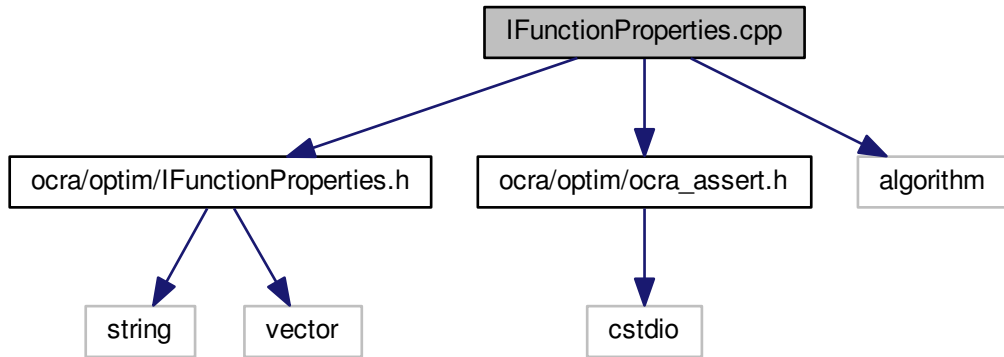 IFunctionProperties.cpp
ocra/optim/IFunctionProperties.h
ocra/optim/ocra_assert.h
algorithm
string
vector
cstdio